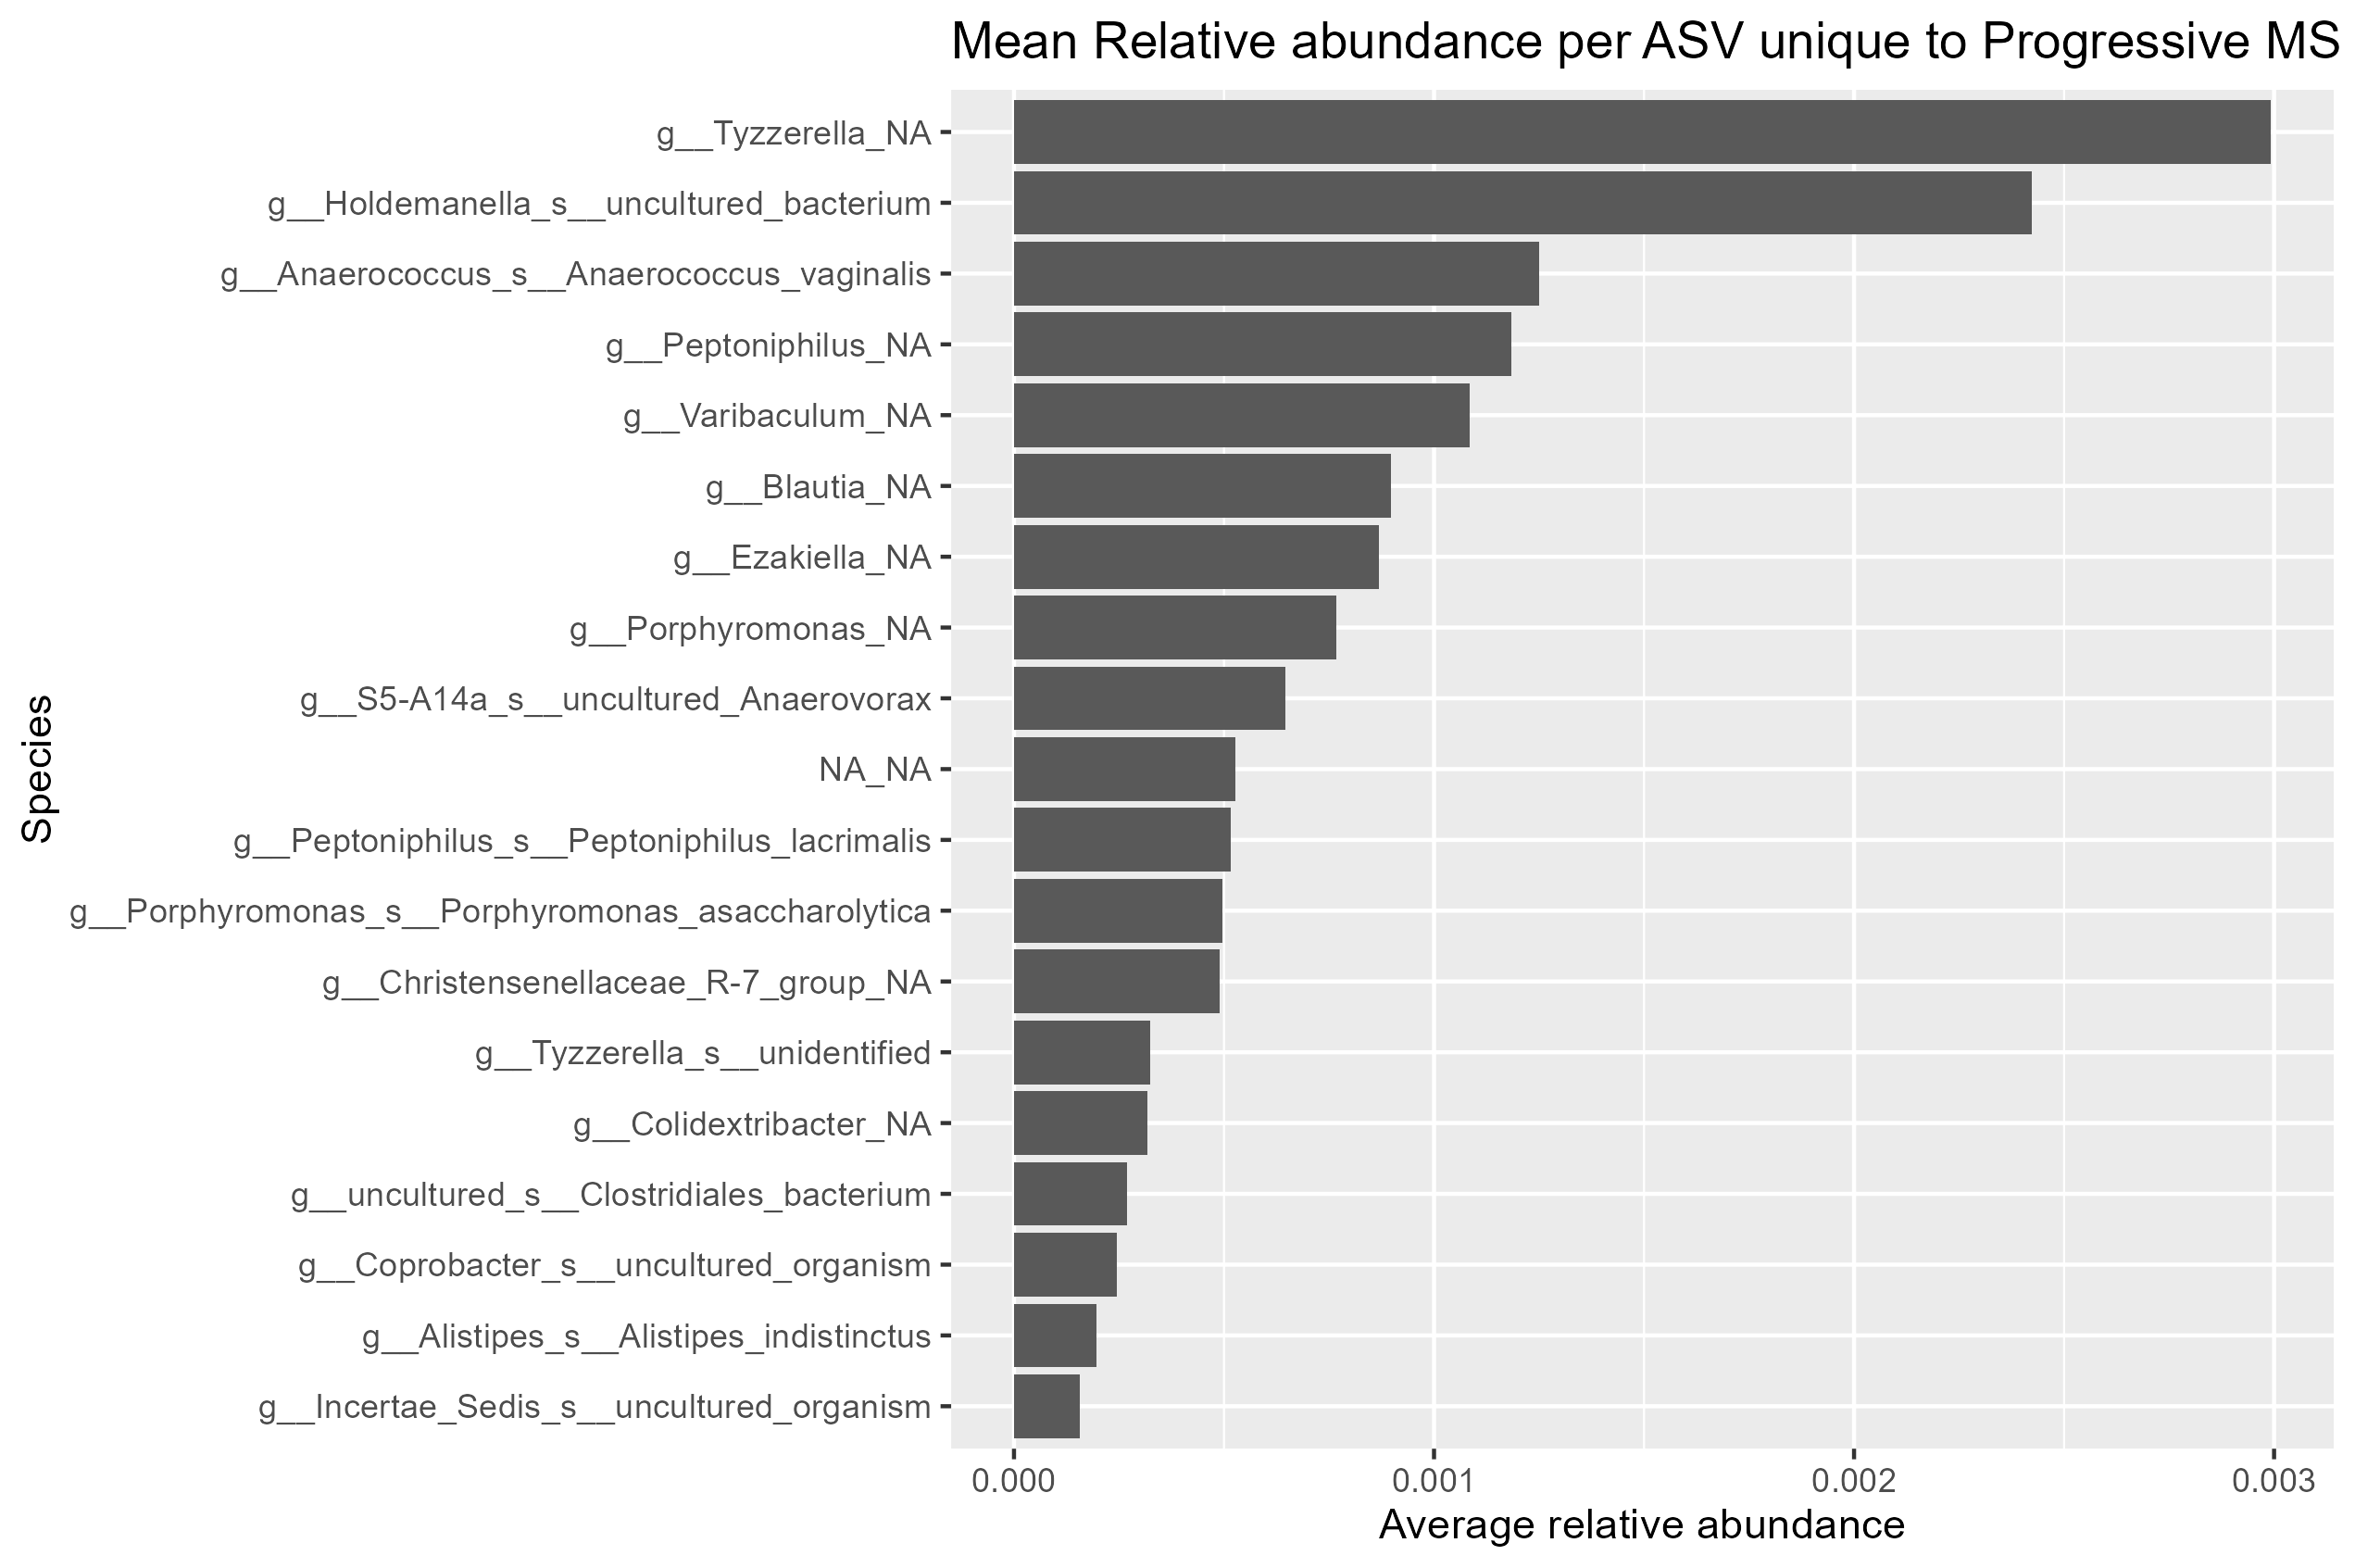 Mean Relative abundance per ASV unique to Progressive MS
g__Tyzzerella_NA
g__Holdemanella_s__uncultured_bacterium
g__Anaerococcus_s__Anaerococcus_vaginalis
g__Peptoniphilus_NA
g__Varibaculum_NA
g__Blautia_NA
g__Ezakiella_NA
g__Porphyromonas_NA
g__S5-A14a_s__uncultured_Anaerovorax
NA_NA
g__Peptoniphilus_s__Peptoniphilus_lacrimalis
g__Porphyromonas_s__Porphyromonas_asaccharolytica
g__Christensenellaceae_R-7_group_NA
g__Tyzzerella_s__unidentified
g__Colidextribacter_NA
g__uncultured_s__Clostridiales_bacterium
g__Coprobacter_s__uncultured_organism
g__Alistipes_s__Alistipes_indistinctus
g__Incertae_Sedis_s__uncultured_organism
Species
0.000 0.001 0.002 0.003
Average relative abundance